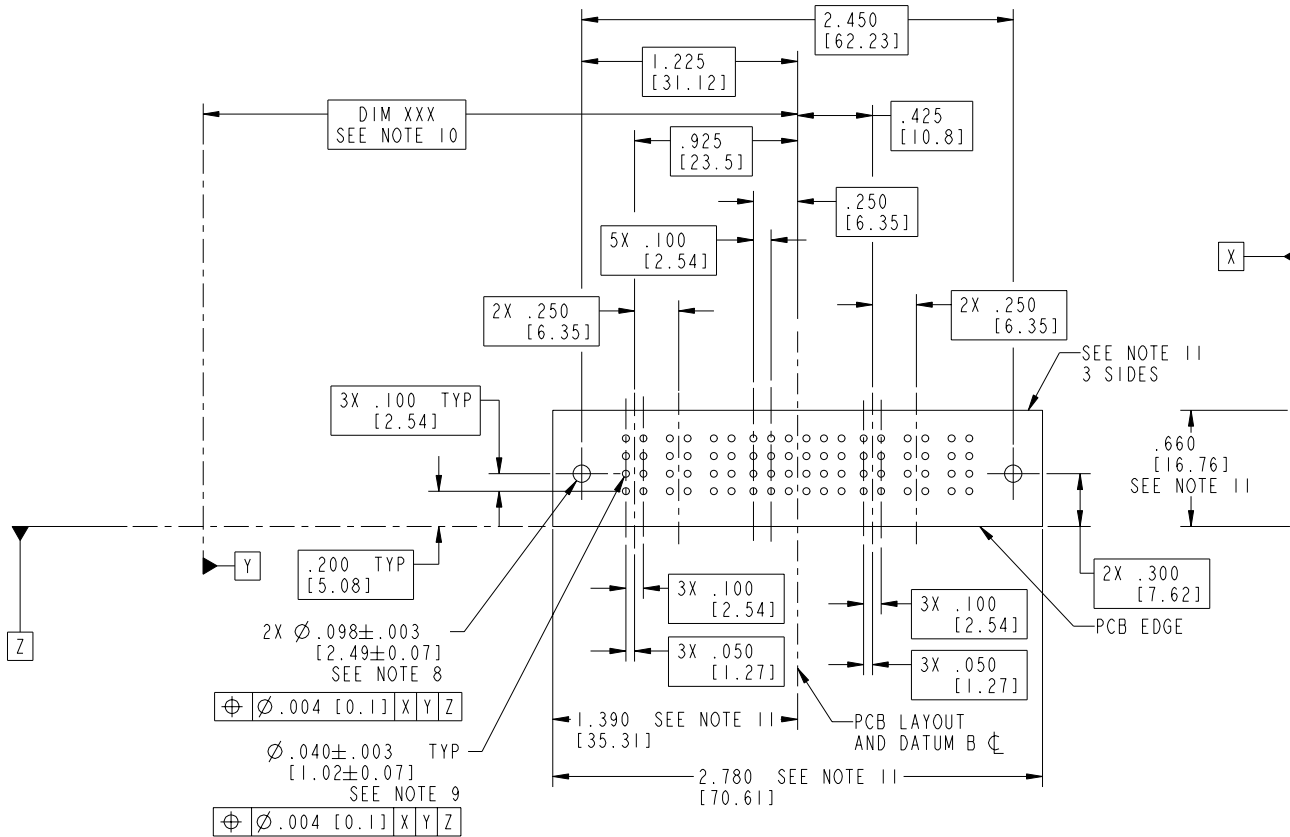 2.450
[62.23]
1.225
[31.12]
DIM XXX
SEE NOTE 10
.425
[10.8]
.925
[23.5]
.250
[6.35]
5X .100
[2.54]
X
2X .250
[6.35]
2X .250
[6.35]
SEE NOTE 11
3 SIDES
3X .100 TYP
[2.54]
.660
[16.76]
SEE NOTE 11
Y
.200 TYP
[5.08]
2X .300
[7.62]
3X .100
[2.54]
3X .100
[2.54]
PCB EDGE
Z
2X Ø.098±.003
[2.49±0.07]
SEE NOTE 8
3X .050
[1.27]
3X .050
[1.27]
⌖ Ø.004 [0.1] X Y Z
1.390 SEE NOTE 11
[35.31]
PCB LAYOUT
AND DATUM B ℄
Ø.040±.003 TYP
[1.02±0.07]
SEE NOTE 9
2.780 SEE NOTE 11
[70.61]
⌖ Ø.004 [0.1] X Y Z